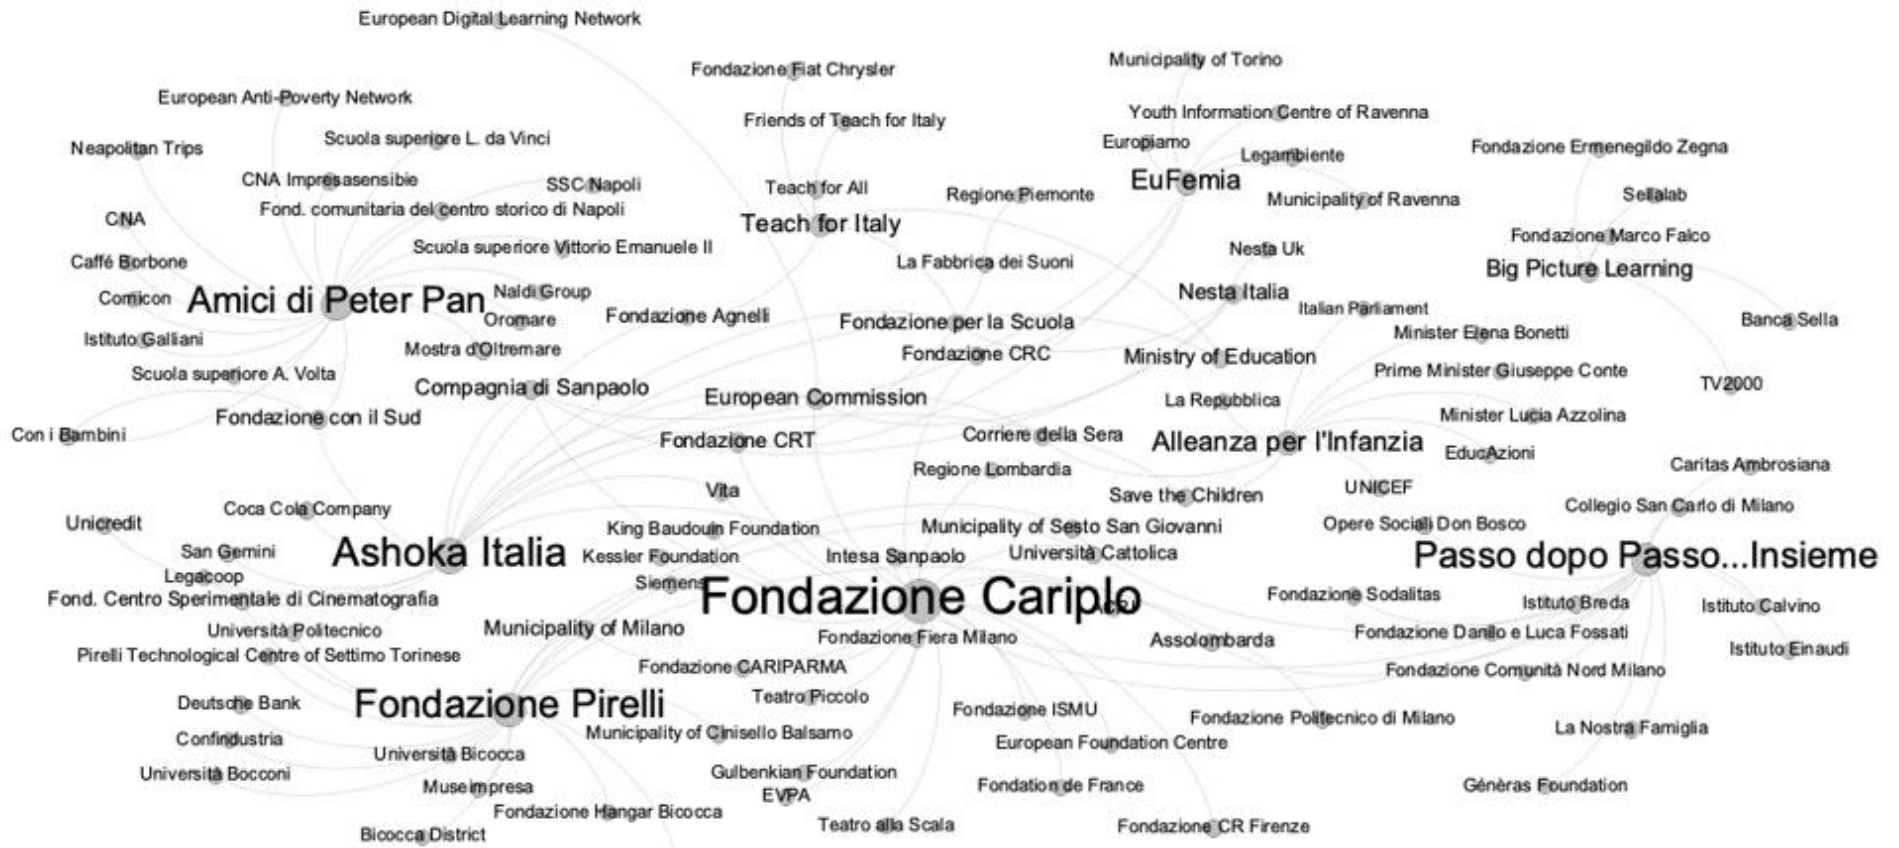 European Digital Learning Network
Municipality of Torino
Fondazione Fiat Chrysler
European Anti-Poverty Network
Youth Information Centre of Ravenna
Friends of Teach for Italy
Scuola superiore L. da Vinci
Europiamo
Neapolitan Trips
Fondazione Ermenegildo Zegna
Legambiente
CNA Impresasensibie
EuFemia
SSC Napoli
Teach for All
Regione Piemonte
Sellalab
Municipality of Ravenna
Fond. comunitaria del centro storico di Napoli
CNA
Teach for Italy
Fondazione Marco Falco
Scuola superiore Vittorio Emanuele II
Nesta Uk
Caffé Borbone
La Fabbrica dei Suoni
Big Picture Learning
Comicon
Amici di Peter Pan
Naldi Group
Nesta Italia
Italian Parliament
Oromare
Fondazione Agnelli
Fondazione per la Scuola
Banca Sella
Minister Elena Bonetti
Istituto Galliani
Mostra d'Oltremare
Fondazione CRC
Ministry of Education
Prime Minister Giuseppe Conte
Scuola superiore A. Volta
Compagnia di Sanpaolo
TV2000
European Commission
La Repubblica
Fondazione con il Sud
Minister Lucia Azzolina
Con i Bambini
Fondazione CRT
Corriere della Sera
Alleanza per l'Infanzia
EducAzioni
Regione Lombardia
Caritas Ambrosiana
Vita
Save the Children
UNICEF
Coca Cola Company
Collegio San Carlo di Milano
Unicredit
King Baudouin Foundation
Municipality of Sesto San Giovanni
Opere Sociali Don Bosco
San Gemini
Ashoka Italia
Kessler Foundation
Intesa Sanpaolo
Università Cattolica
Passo dopo Passo...Insieme
Legacoop
Siemens
Fondazione Cariplo
Fond. Centro Sperimentale di Cinematografia
Fondazione Sodalitas
Istituto Breda
Istituto Calvino
Università Politecnico
Municipality of Milano
Fondazione Fiera Milano
Assolombarda
Fondazione Danilo e Luca Fossati
Istituto Einaudi
Pirelli Technological Centre of Settimo Torinese
Fondazione CARIPARMA
Fondazione Comunità Nord Milano
Deutsche Bank
Fondazione Pirelli
Teatro Piccolo
Fondazione ISMU
Fondazione Politecnico di Milano
La Nostra Famiglia
Confindustria
Municipality of Cinisello Balsamo
European Foundation Centre
Università Bicocca
Università Bocconi
Gulbenkian Foundation
Museimpresa
EVPA
Fondation de France
Génèras Foundation
Fondazione Hangar Bicocca
Bicocca District
Teatro alla Scala
Fondazione CR Firenze